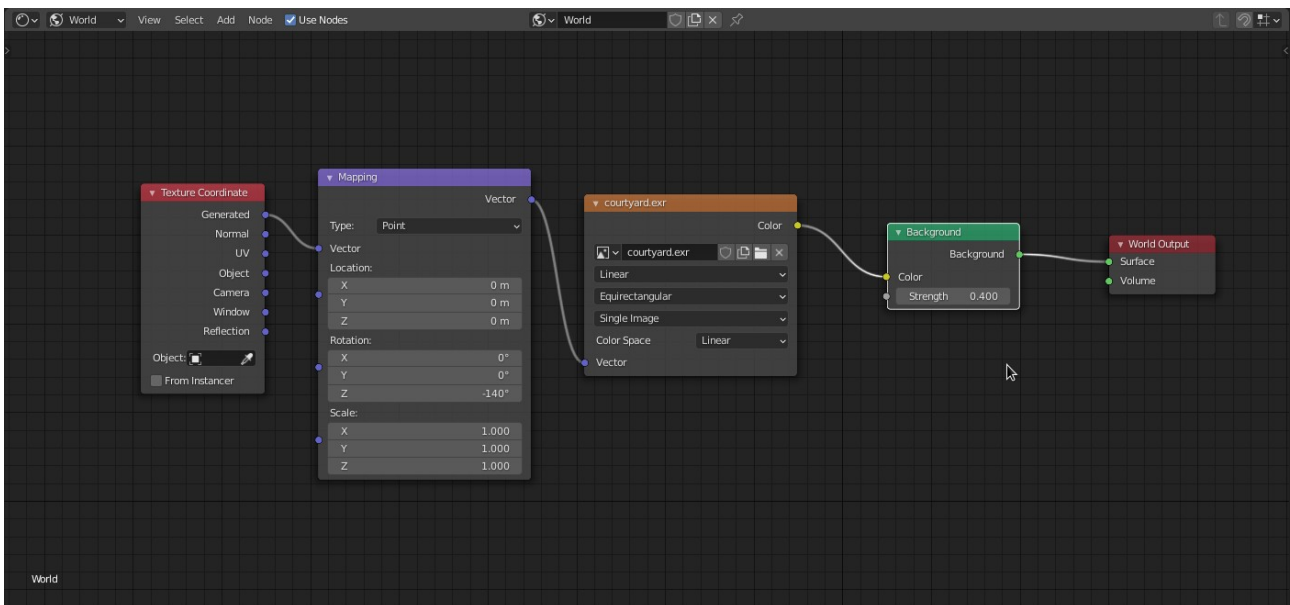 World View Select Add Node Use Nodes World
Texture Coordinate
Generated
Normal
UV
Object
Camera
Window
Reflection
Object:
From Instancer
Mapping
Vector
Type: Point
Vector
Location:
X 0 m
Y 0 m
Z 0 m
Rotation:
X 0°
Y 0°
Z -140°
Scale:
X 1.000
Y 1.000
Z 1.000
courtyard.exr
Color
courtyard.exr
Linear
Equirectangular
Single Image
Color Space Linear
Vector
Background
Background
Color
Strength 0.400
World Output
Surface
Volume
World